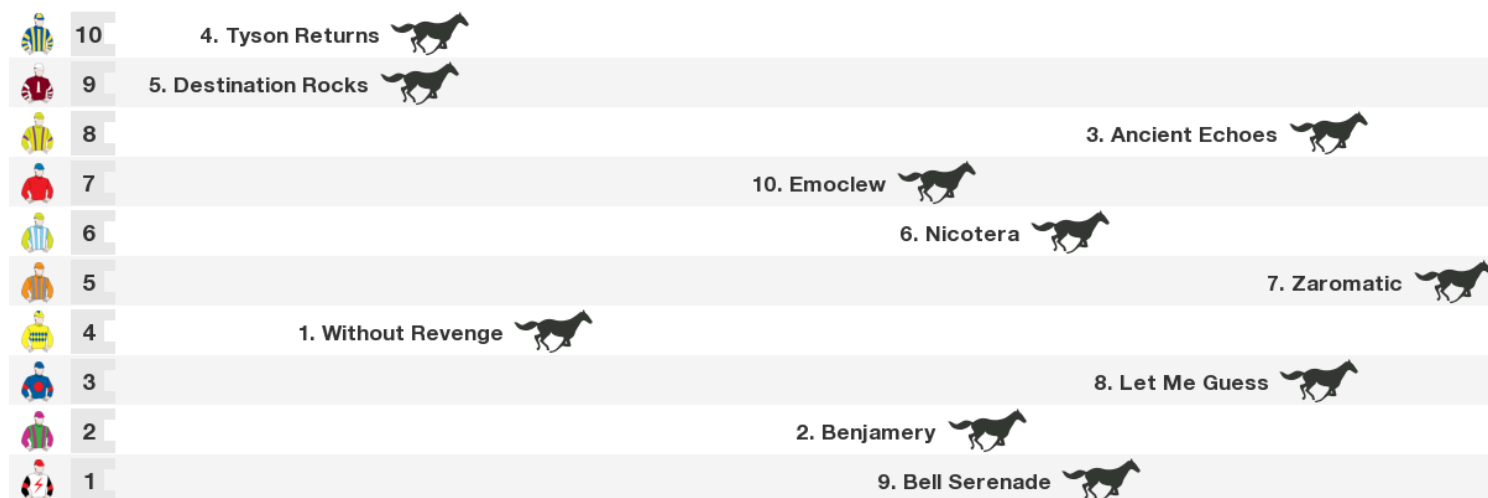 10 4. Tyson Returns
9 5. Destination Rocks
8 3. Ancient Echoes
7 10. Emoclew
6 6. Nicotera
5 7. Zaromatic
4 1. Without Revenge
3 8. Let Me Guess
2 2. Benjamery
1 9. Bell Serenade